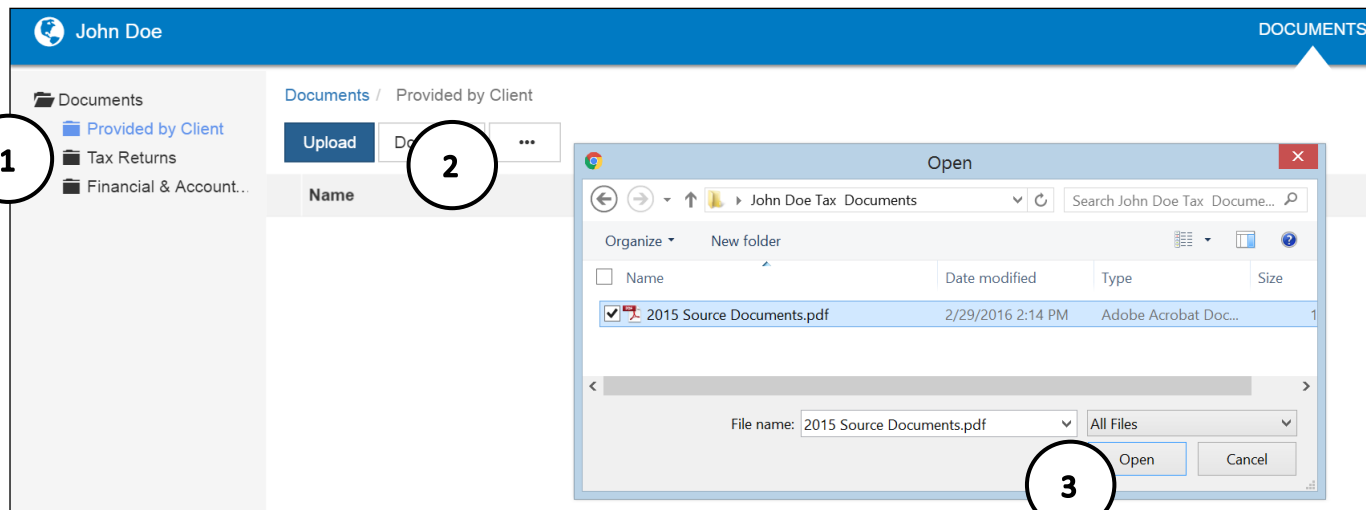 John Doe
DOCUMENTS
Documents
Provided by Client
Tax Returns
Financial & Account...
1
Documents / Provided by Client
Upload
2
•••
Name
Open
John Doe Tax Documents
Search John Doe Tax Docume...
Organize
New folder
Name
Date modified
Type
Size
2015 Source Documents.pdf
2/29/2016 2:14 PM
Adobe Acrobat Doc...
1
File name:
2015 Source Documents.pdf
All Files
Open
Cancel
3